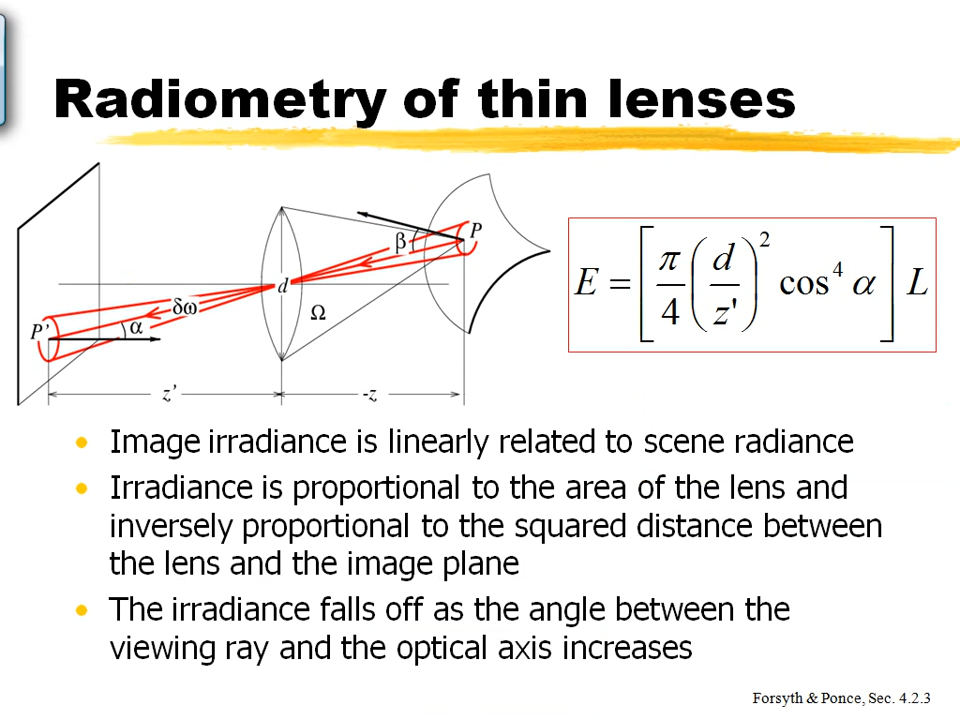 Radiometry of thin lenses
P
β
d
δω
Ω
P'
α
z'
-z
E = [ π/4 ( d/z' )² cos⁴ α ] L
• Image irradiance is linearly related to scene radiance
• Irradiance is proportional to the area of the lens and
inversely proportional to the squared distance between
the lens and the image plane
• The irradiance falls off as the angle between the
viewing ray and the optical axis increases
Forsyth & Ponce, Sec. 4.2.3